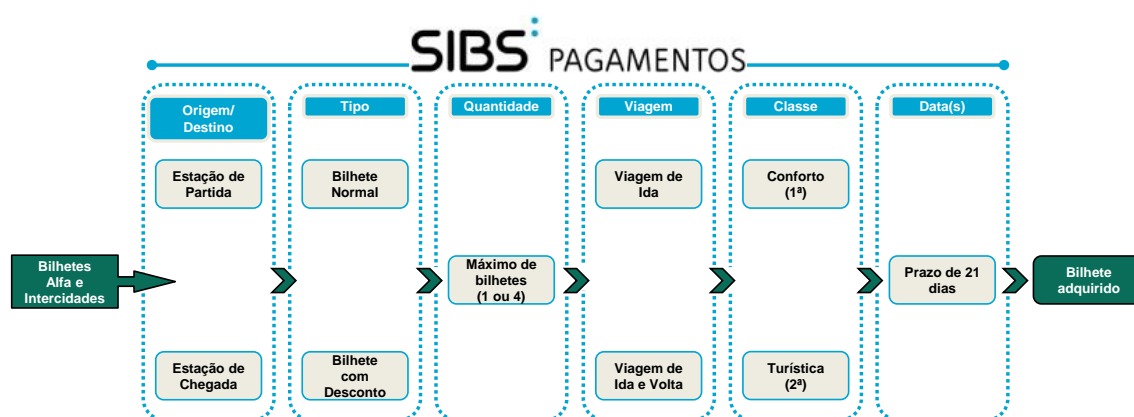 SIBS PAGAMENTOS
Origem/
Destino
Tipo
Quantidade
Viagem
Classe
Data(s)
Estação de
Partida
Bilhete
Normal
Viagem de
Ida
Conforto
(1ª)
Bilhetes
Alfa e
Intercidades
Máximo de
bilhetes
(1 ou 4)
Prazo de 21
dias
Bilhete
adquirido
Estação de
Chegada
Bilhete
com
Desconto
Viagem de
Ida e Volta
Turística
(2ª)